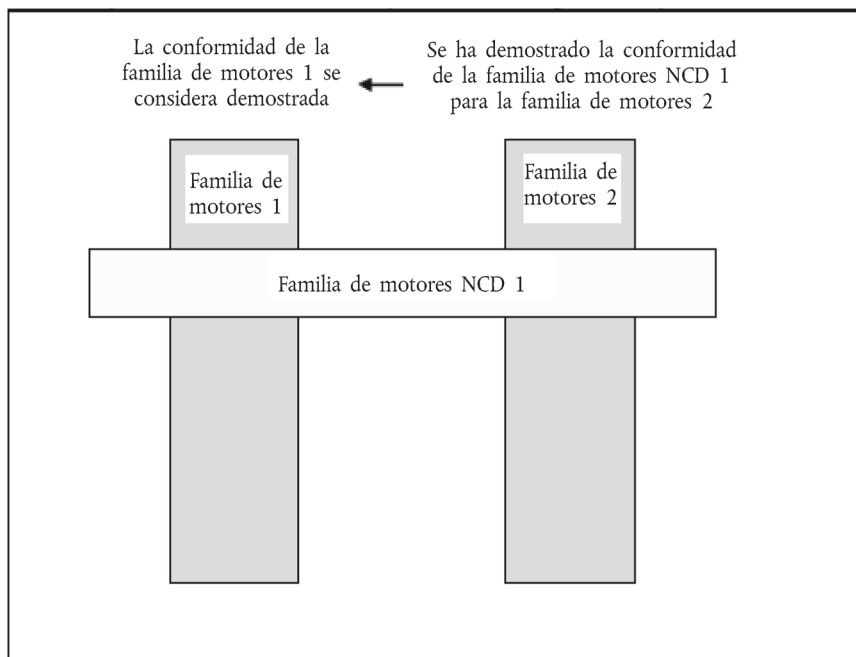 La conformidad de la
familia de motores 1 se
considera demostrada
Se ha demostrado la conformidad
de la familia de motores NCD 1
para la familia de motores 2
Familia de
motores 1
Familia de
motores 2
Familia de motores NCD 1